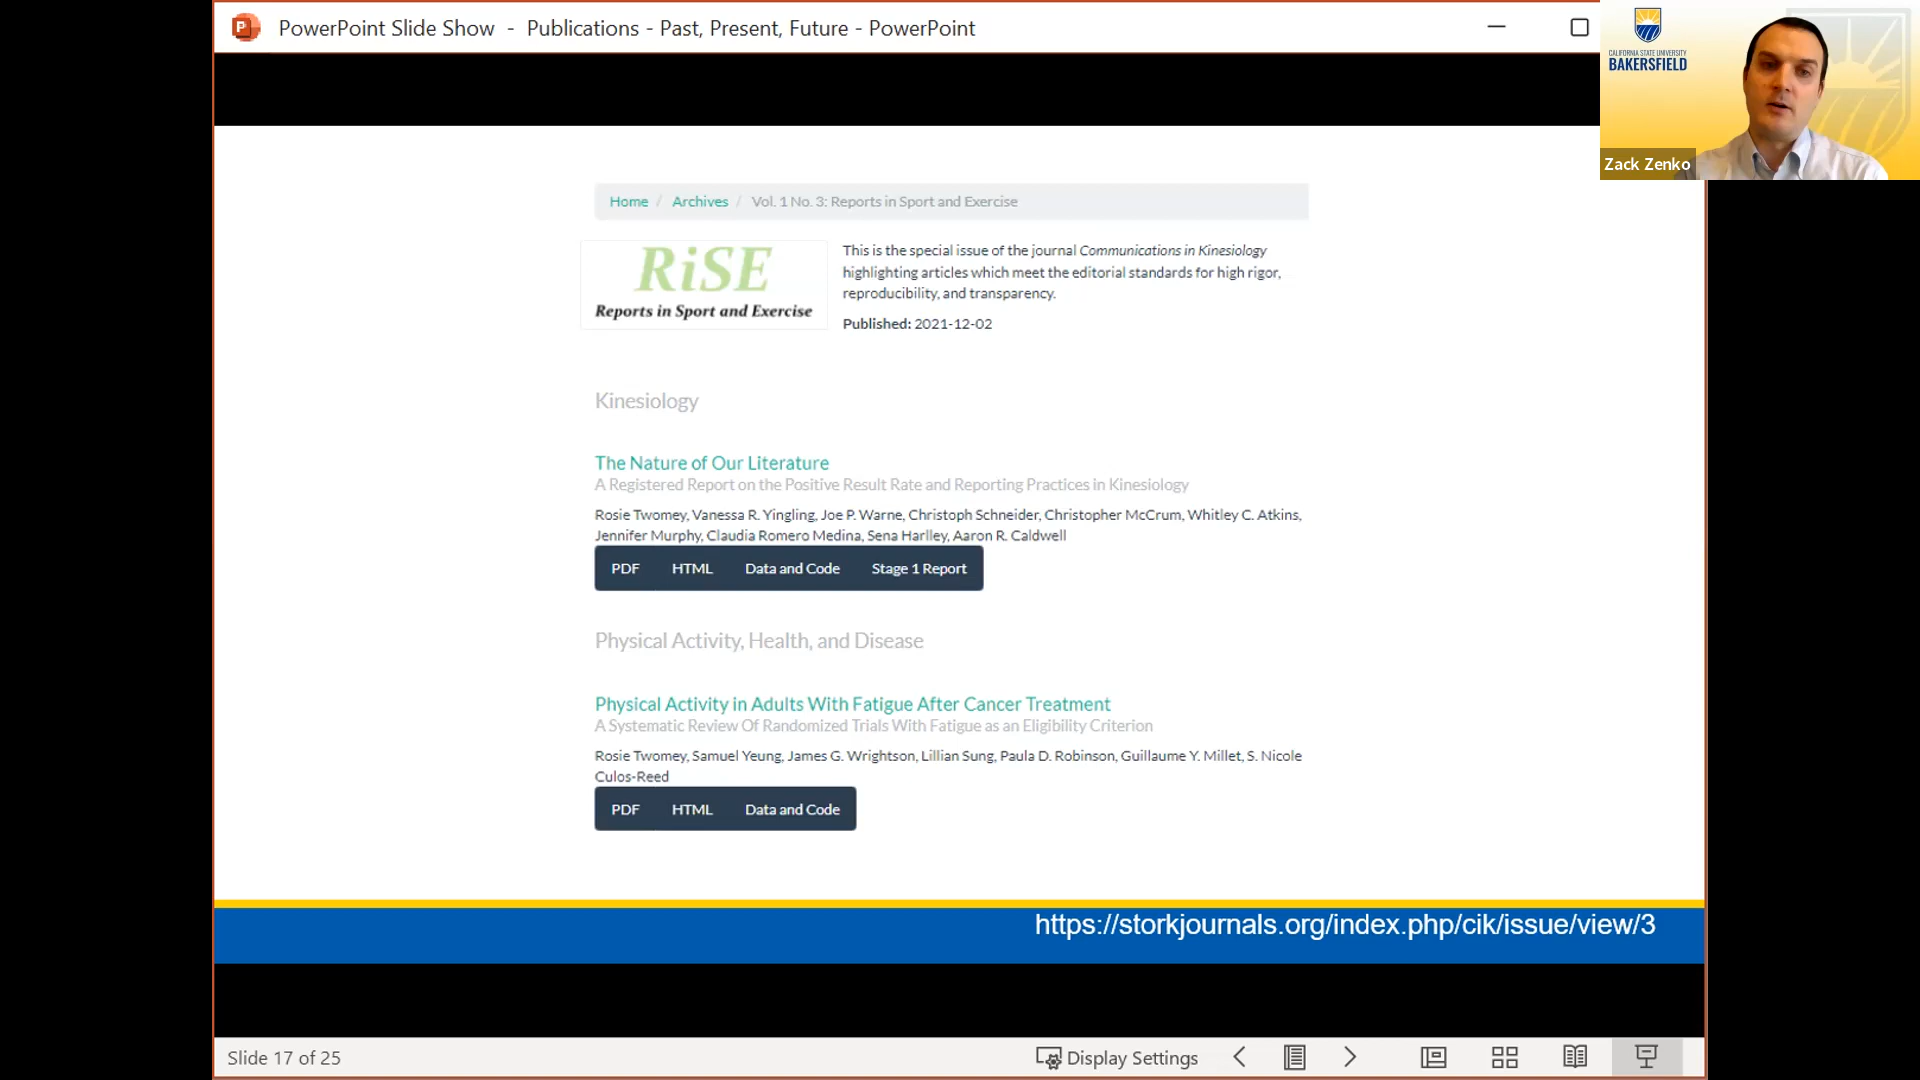 PowerPoint Slide Show - Publications - Past, Present, Future - PowerPoint
CALIFORNIA STATE UNIVERSITY
BAKERSFIELD
Zack Zenko
Home / Archives / Vol. 1 No. 3: Reports in Sport and Exercise
RiSE
Reports in Sport and Exercise
This is the special issue of the journal Communications in Kinesiology
highlighting articles which meet the editorial standards for high rigor,
reproducibility, and transparency.
Published: 2021-12-02
Kinesiology
The Nature of Our Literature
A Registered Report on the Positive Result Rate and Reporting Practices in Kinesiology
Rosie Twomey, Vanessa R. Yingling, Joe P. Warne, Christoph Schneider, Christopher McCrum, Whitley C. Atkins,
Jennifer Murphy, Claudia Romero Medina, Sena Harlley, Aaron R. Caldwell
PDF HTML Data and Code Stage 1 Report
Physical Activity, Health, and Disease
Physical Activity in Adults With Fatigue After Cancer Treatment
A Systematic Review Of Randomized Trials With Fatigue as an Eligibility Criterion
Rosie Twomey, Samuel Yeung, James G. Wrightson, Lillian Sung, Paula D. Robinson, Guillaume Y. Millet, S. Nicole
Culos-Reed
PDF HTML Data and Code
https://storkjournals.org/index.php/cik/issue/view/3
Slide 17 of 25
Display Settings